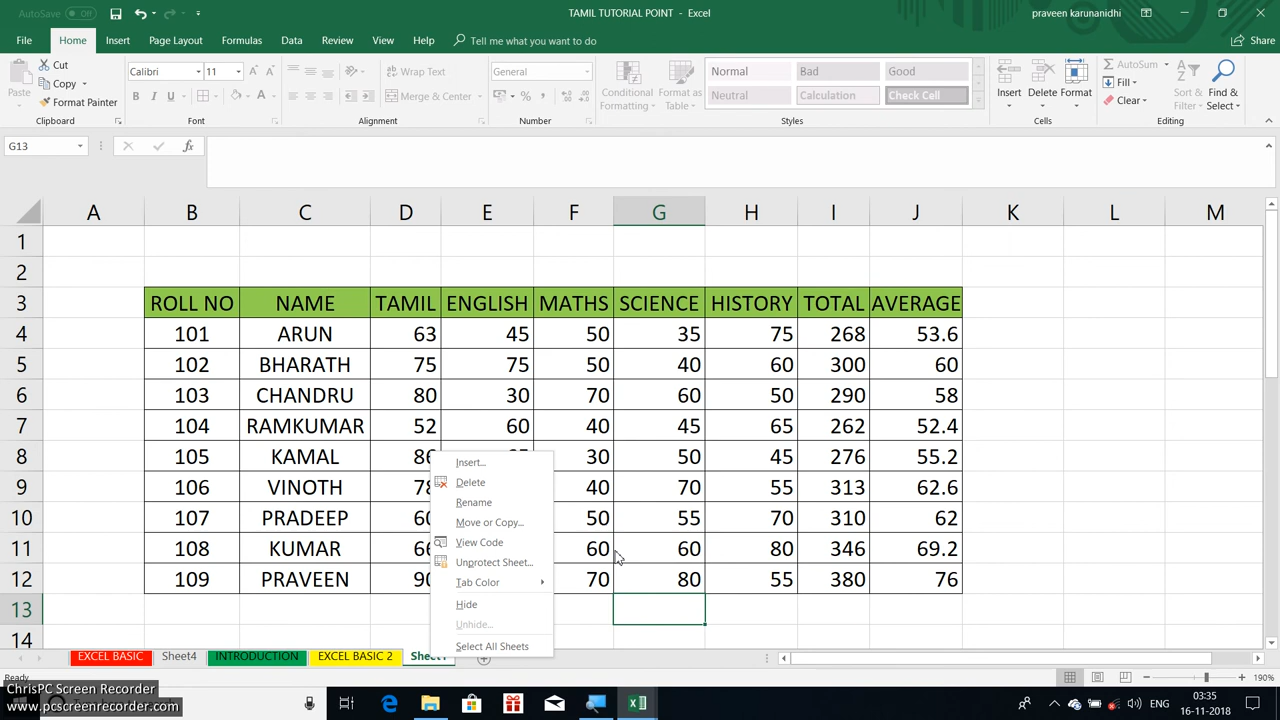 AutoSave Off TAMIL TUTORIAL POINT - Excel praveen karunanidhi
File Home Insert Page Layout Formulas Data Review View Help Tell me what you want to do Share
Cut
Copy
Format Painter
Paste
Calibri 11
B I U
Wrap Text
Merge & Center
General
% ,
Conditional Formatting
Format as Table
Normal Bad Good
Neutral Calculation Check Cell
Insert Delete Format
AutoSum
Fill
Clear
Sort & Filter
Find & Select
Clipboard Font Alignment Number Styles Cells Editing
G13 fx
A B C D E F G H I J K L M
1
2
3 ROLL NO NAME TAMIL ENGLISH MATHS SCIENCE HISTORY TOTAL AVERAGE
4 101 ARUN 63 45 50 35 75 268 53.6
5 102 BHARATH 75 75 50 40 60 300 60
6 103 CHANDRU 80 30 70 60 50 290 58
7 104 RAMKUMAR 52 60 40 45 65 262 52.4
8 105 KAMAL 30 50 45 276 55.2
9 106 VINOTH 40 70 55 313 62.6
10 107 PRADEEP 50 55 70 310 62
11 108 KUMAR 60 60 80 346 69.2
12 109 PRAVEEN 70 80 55 380 76
13
14
Insert...
Delete
Rename
Move or Copy...
View Code
Unprotect Sheet...
Tab Color
Hide
Unhide...
Select All Sheets
EXCEL BASIC Sheet4 INTRODUCTION EXCEL BASIC 2 Sheet1
Ready 190%
ChrisPC Screen Recorder
www.pcscreenrecorder.com
ENG
03:35
16-11-2018